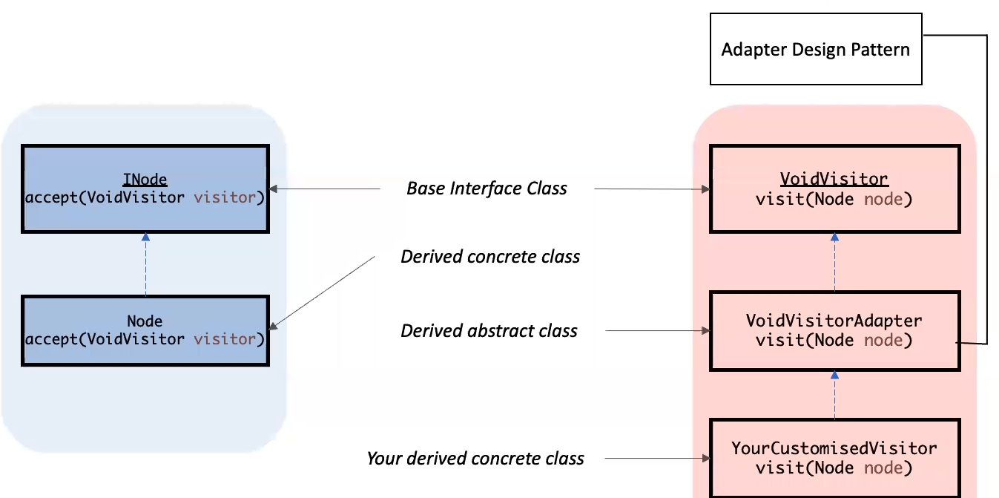 Adapter Design Pattern
INode
accept(VoidVisitor visitor)
Base Interface Class
VoidVisitor
visit(Node node)
Derived concrete class
Node
accept(VoidVisitor visitor)
Derived abstract class
VoidVisitorAdapter
visit(Node node)
Your derived concrete class
YourCustomisedVisitor
visit(Node node)